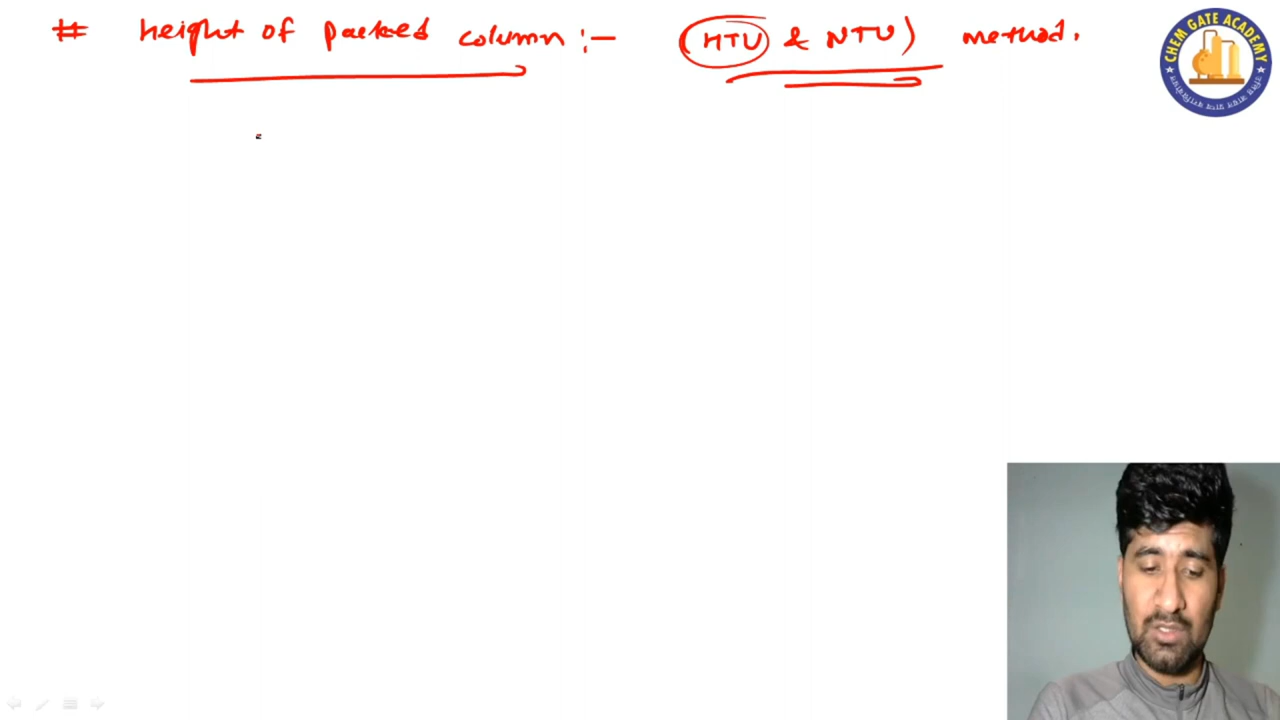 # height of packed column :- (HTU & NTU) method.
CHEM GATE ACADEMY